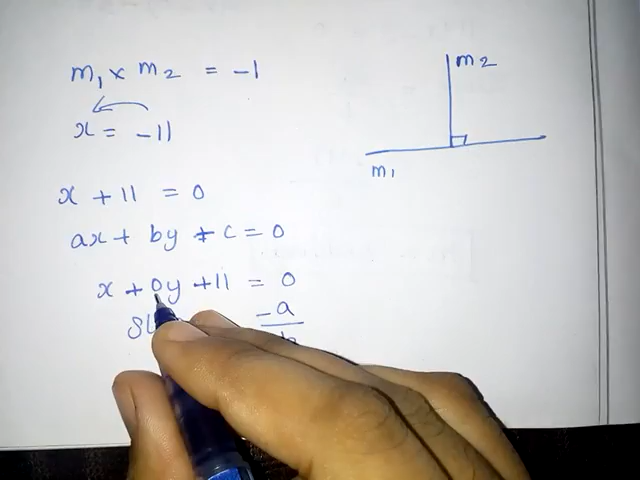 m₁ × m₂ = -1
x = -11
x + 11 = 0
ax + by + c = 0
x + 0y + 11 = 0
-a
m₂
m₁